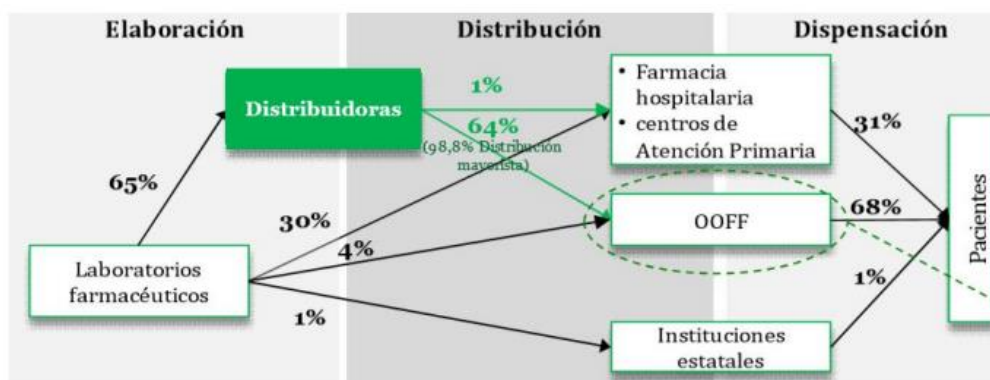 Elaboración
Distribución
Dispensación
Distribuidoras
1%
64%
(98,8% Distribución
mayorista)
• Farmacia
hospitalaria
• centros de
Atención Primaria
31%
65%
30%
4%
OOFF
68%
Pacientes
Laboratorios
farmacéuticos
1%
1%
Instituciones
estatales